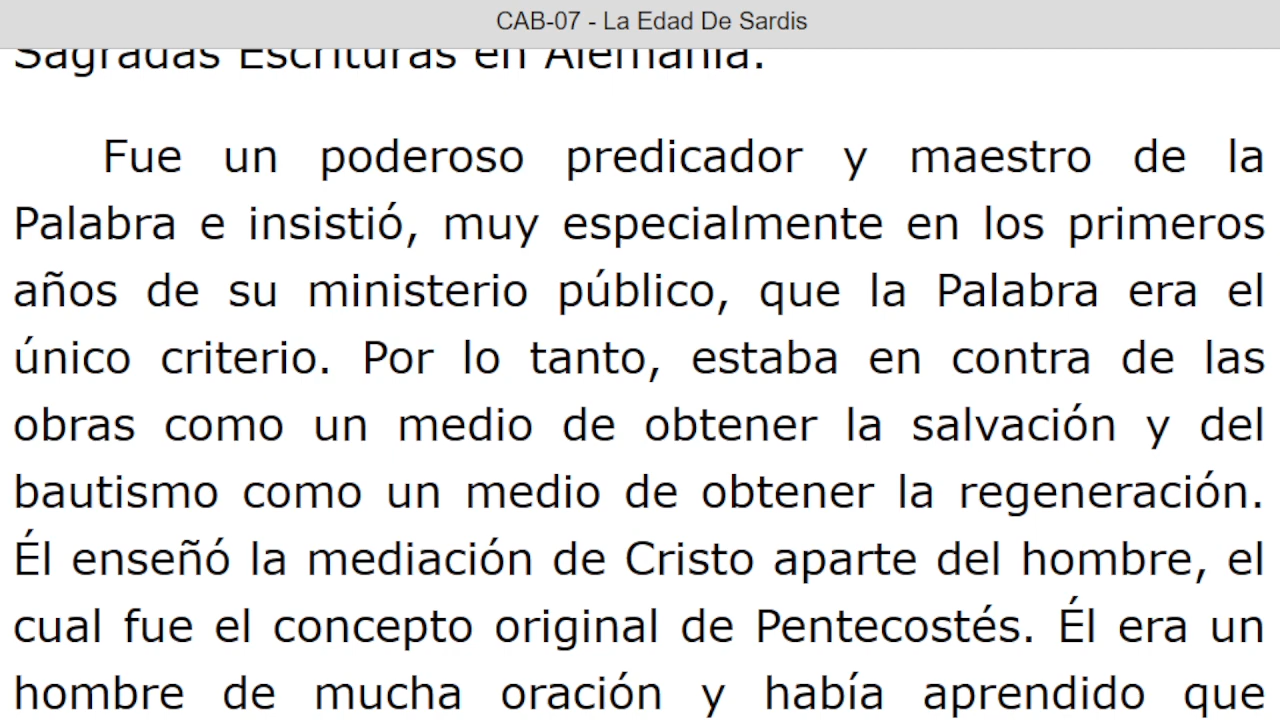 CAB-07 - La Edad De Sardis
Sagradas Escrituras en Alemania.
Fue un poderoso predicador y maestro de la
Palabra e insistió, muy especialmente en los primeros
años de su ministerio público, que la Palabra era el
único criterio. Por lo tanto, estaba en contra de las
obras como un medio de obtener la salvación y del
bautismo como un medio de obtener la regeneración.
Él enseñó la mediación de Cristo aparte del hombre, el
cual fue el concepto original de Pentecostés. Él era un
hombre de mucha oración y había aprendido que